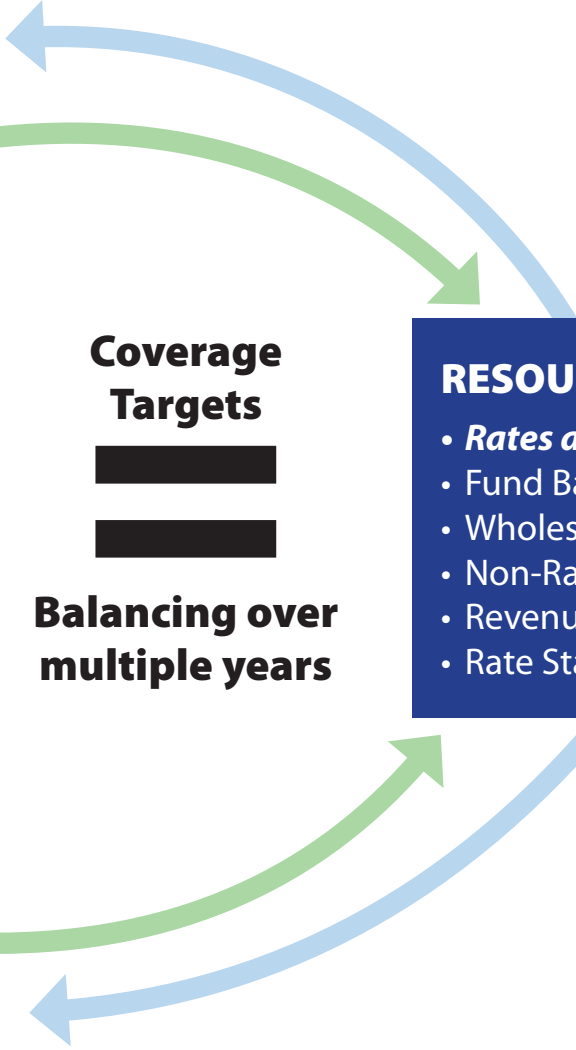 Coverage
Targets
Balancing over
multiple years
RESOU
• Rates a
• Fund Ba
• Wholes
• Non-Ra
• Revenu
• Rate Sta